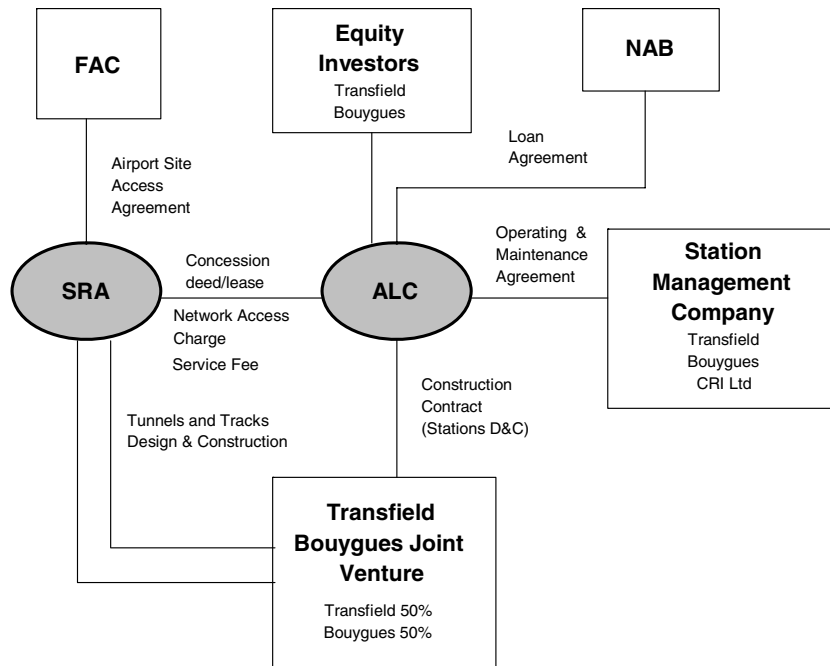 FAC
Equity
Investors
Transfield
Bouygues
NAB
Loan
Agreement
Airport Site
Access
Agreement
SRA
Concession
deed/lease
Network Access
Charge
Service Fee
ALC
Operating &
Maintenance
Agreement
Station
Management
Company
Transfield
Bouygues
CRI Ltd
Tunnels and Tracks
Design & Construction
Construction
Contract
(Stations D&C)
Transfield
Bouygues Joint
Venture
Transfield 50%
Bouygues 50%